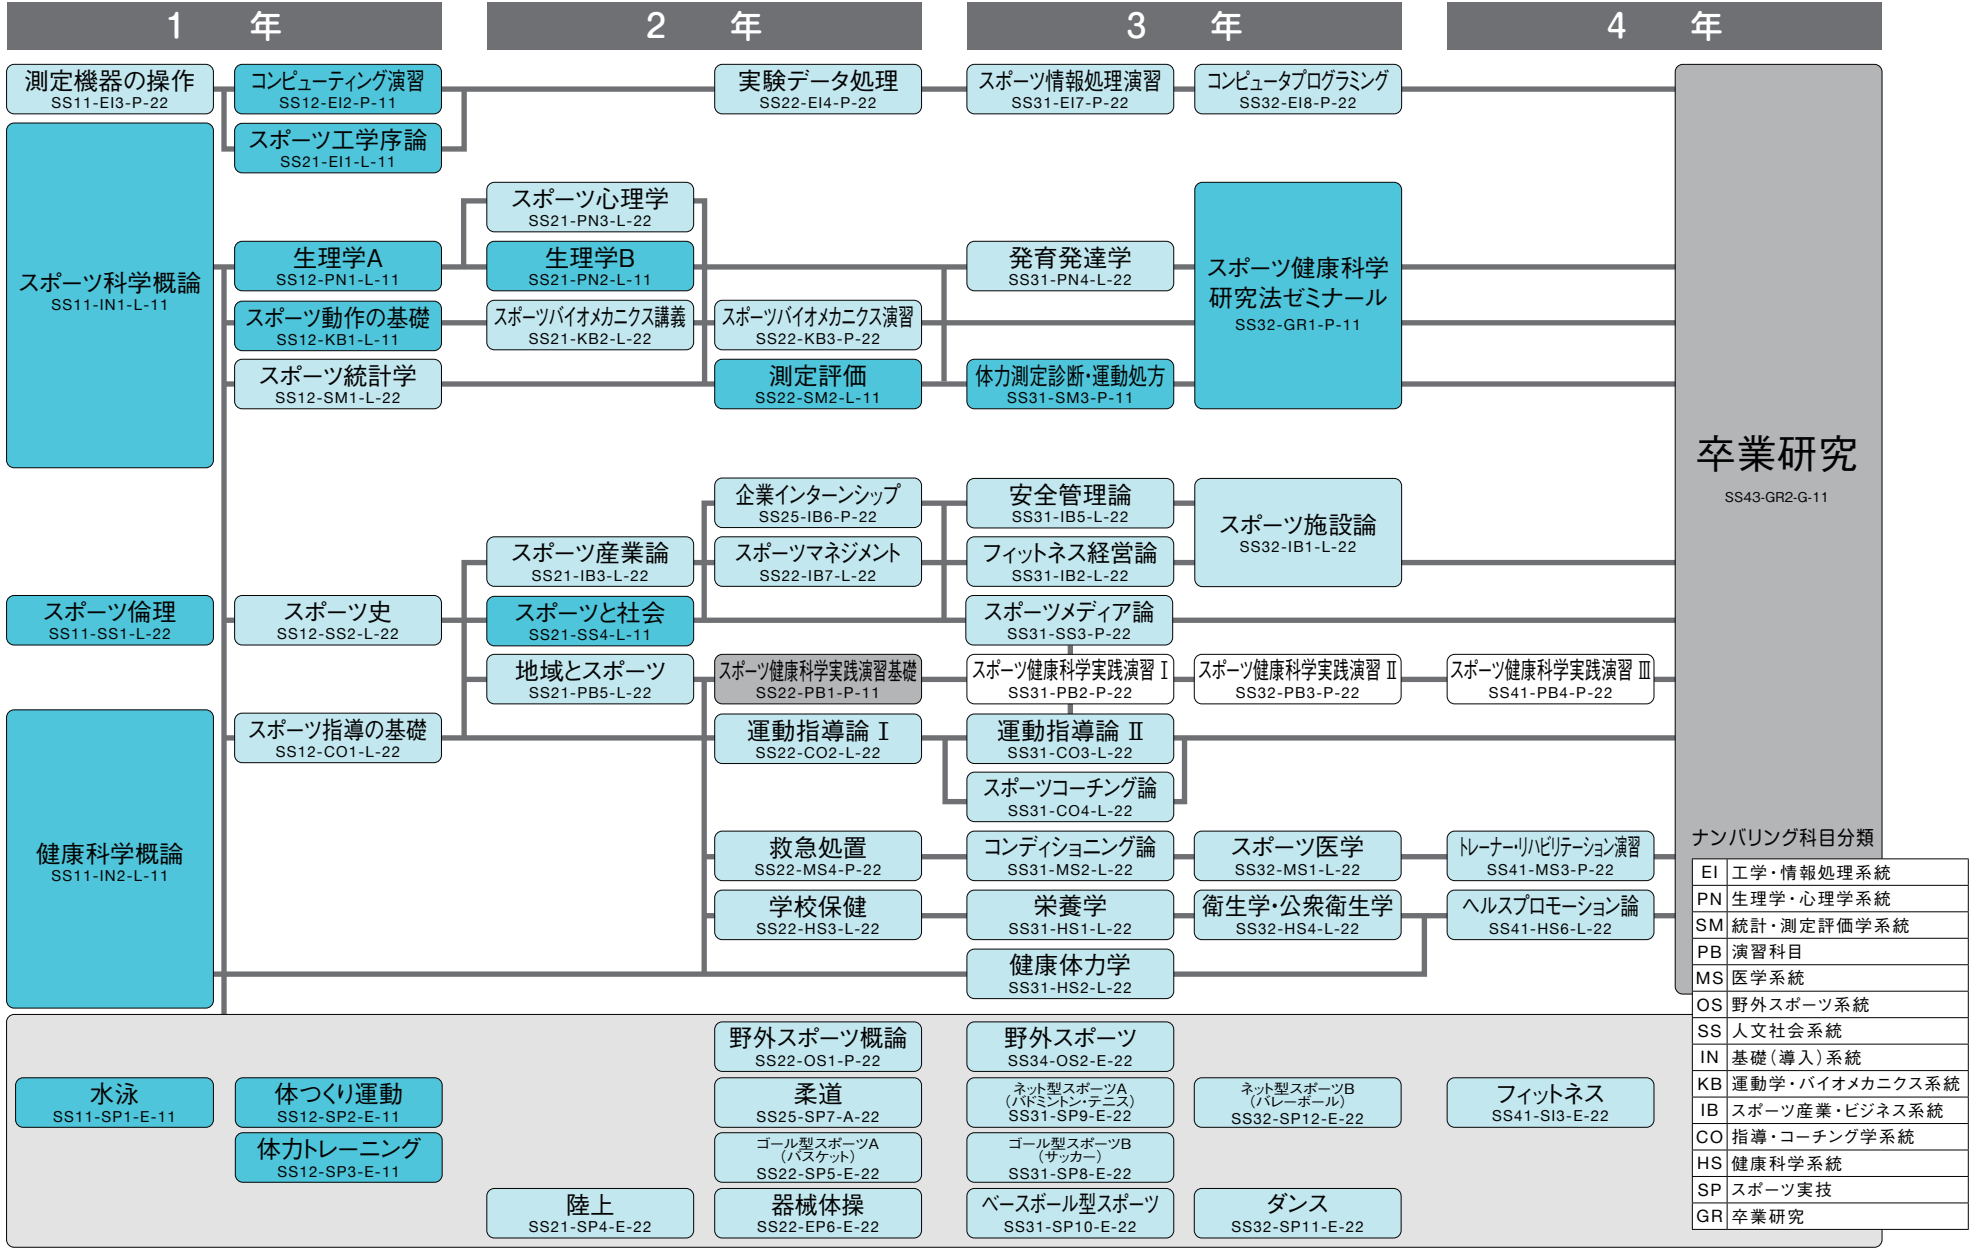 1 年
2 年
3 年
4 年
測定機器の操作
SS11-EI3-P-22
コンピューティング演習
SS12-EI2-P-11
実験データ処理
SS22-EI4-P-22
スポーツ情報処理演習
SS31-EI7-P-22
コンピュータプログラミング
SS32-EI8-P-22
スポーツ工学序論
SS21-EI1-L-11
スポーツ科学概論
SS11-IN1-L-11
スポーツ心理学
SS21-PN3-L-22
生理学A
SS12-PN1-L-11
生理学B
SS21-PN2-L-11
発育発達学
SS31-PN4-L-22
スポーツ健康科学
研究法ゼミナール
SS32-GR1-P-11
スポーツ動作の基礎
SS12-KB1-L-11
スポーツバイオメカニクス講義
SS21-KB2-L-22
スポーツバイオメカニクス演習
SS22-KB3-P-22
スポーツ統計学
SS12-SM1-L-22
測定評価
SS22-SM2-L-11
体力測定診断・運動処方
SS31-SM3-P-11
卒業研究
SS43-GR2-G-11
企業インターンシップ
SS25-IB6-P-22
安全管理論
SS31-IB5-L-22
スポーツ施設論
SS32-IB1-L-22
スポーツ産業論
SS21-IB3-L-22
スポーツマネジメント
SS22-IB7-L-22
フィットネス経営論
SS31-IB2-L-22
スポーツ倫理
SS11-SS1-L-22
スポーツ史
SS12-SS2-L-22
スポーツと社会
SS21-SS4-L-11
スポーツメディア論
SS31-SS3-P-22
地域とスポーツ
SS21-PB5-L-22
スポーツ健康科学実践演習基礎
SS22-PB1-P-11
スポーツ健康科学実践演習 Ⅰ
SS31-PB2-P-22
スポーツ健康科学実践演習 Ⅱ
SS32-PB3-P-22
スポーツ健康科学実践演習 Ⅲ
SS41-PB4-P-22
スポーツ指導の基礎
SS12-CO1-L-22
運動指導論 Ⅰ
SS22-CO2-L-22
運動指導論 Ⅱ
SS31-CO3-L-22
スポーツコーチング論
SS31-CO4-L-22
健康科学概論
SS11-IN2-L-11
救急処置
SS22-MS4-P-22
コンディショニング論
SS31-MS2-L-22
スポーツ医学
SS32-MS1-L-22
トレーナー・リハビリテーション演習
SS41-MS3-P-22
学校保健
SS22-HS3-L-22
栄養学
SS31-HS1-L-22
衛生学・公衆衛生学
SS32-HS4-L-22
ヘルスプロモーション論
SS41-HS6-L-22
健康体力学
SS31-HS2-L-22
野外スポーツ概論
SS22-OS1-P-22
野外スポーツ
SS34-OS2-E-22
水泳
SS11-SP1-E-11
体つくり運動
SS12-SP2-E-11
柔道
SS25-SP7-A-22
ネット型スポーツA
(バドミントン・テニス)
SS31-SP9-E-22
ネット型スポーツB
(バレーボール)
SS32-SP12-E-22
フィットネス
SS41-SI3-E-22
体力トレーニング
SS12-SP3-E-11
ゴール型スポーツA
(バスケット)
SS22-SP5-E-22
ゴール型スポーツB
(サッカー)
SS31-SP8-E-22
陸上
SS21-SP4-E-22
器械体操
SS22-EP6-E-22
ベースボール型スポーツ
SS31-SP10-E-22
ダンス
SS32-SP11-E-22
ナンバリング科目分類
EI 工学・情報処理系統
PN 生理学・心理学系統
SM 統計・測定評価学系統
PB 演習科目
MS 医学系統
OS 野外スポーツ系統
SS 人文社会系統
IN 基礎(導入)系統
KB 運動学・バイオメカニクス系統
IB スポーツ産業・ビジネス系統
CO 指導・コーチング学系統
HS 健康科学系統
SP スポーツ実技
GR 卒業研究